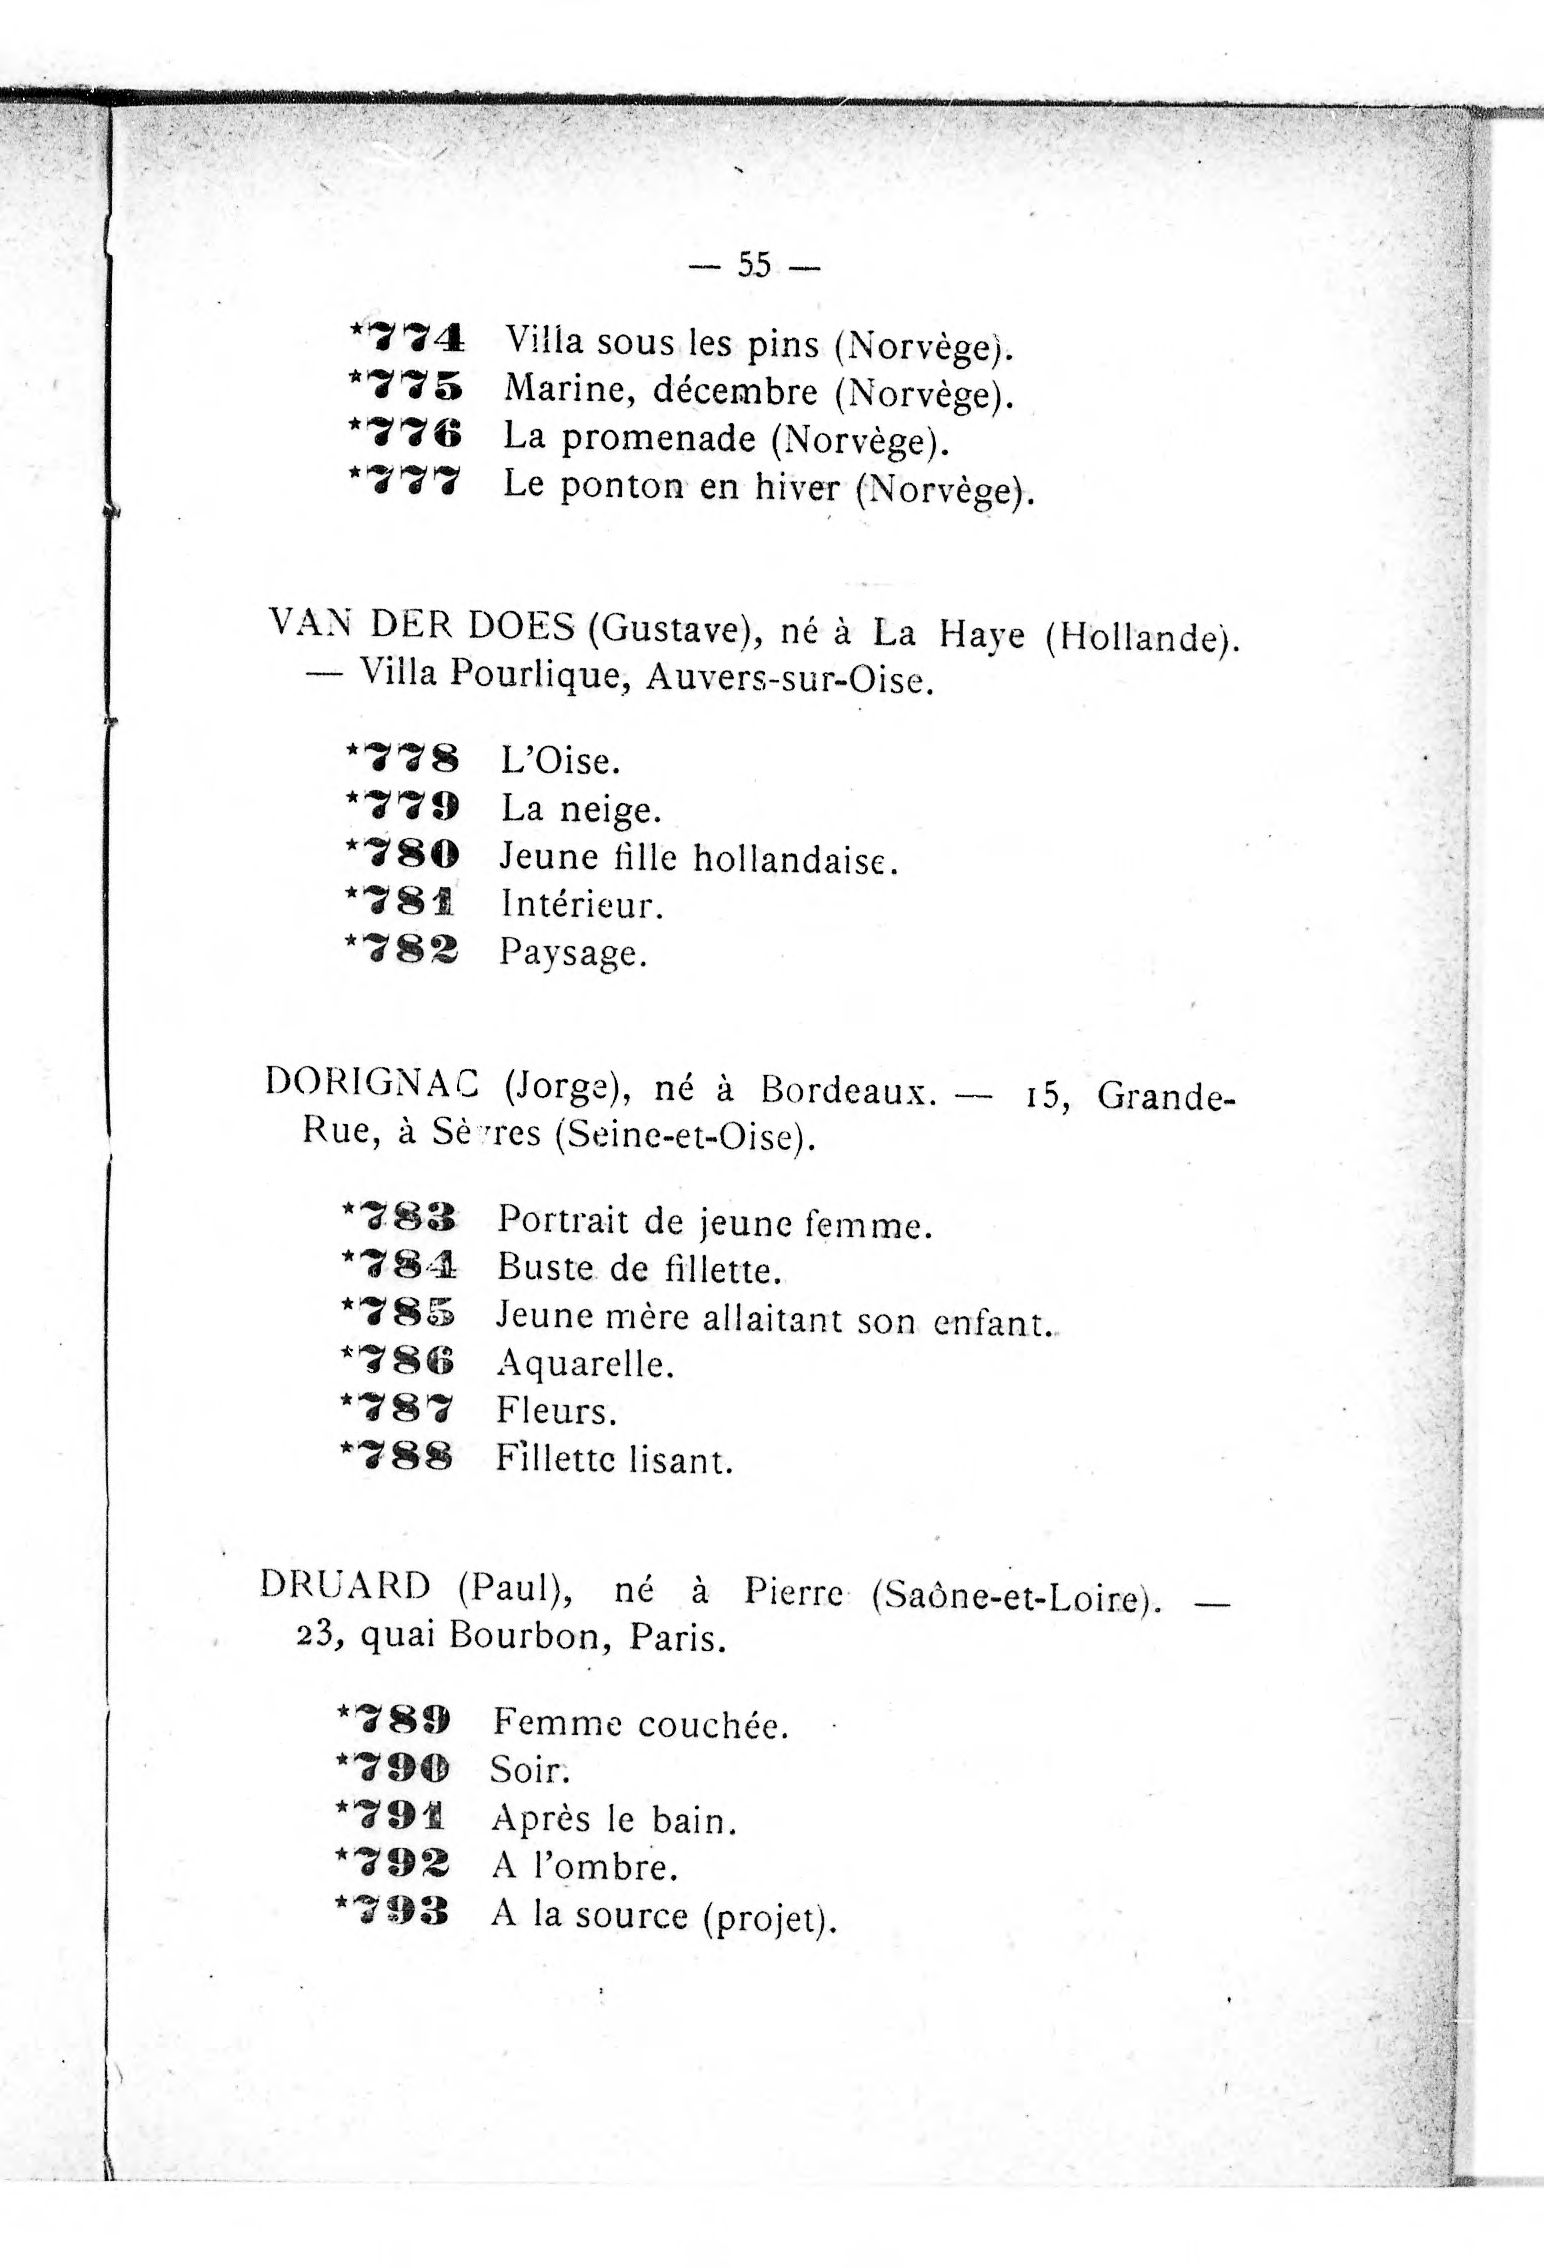 — 55 —
*774 Villa sous les pins (Norvège).
*775 Marine, décembre (Norvège).
*776 La promenade (Norvège).
*777 Le ponton en hiver (Norvège).
VAN DER DOES (Gustave), né à La Haye (Hollande).
— Villa Pourlique, Auvers-sur-Oise.
*778 L'Oise.
*779 La neige.
*780 Jeune fille hollandaise.
*781 Intérieur.
*782 Paysage.
DORIGNAC (Jorge), né à Bordeaux. — 15, Grande-
Rue, à Sèvres (Seine-et-Oise).
*783 Portrait de jeune femme.
*784 Buste de fillette.
*785 Jeune mère allaitant son enfant.
*786 Aquarelle.
*787 Fleurs.
*788 Fillette lisant.
DRUARD (Paul), né à Pierre (Saône-et-Loire). —
23, quai Bourbon, Paris.
*789 Femme couchée.
*790 Soir.
*791 Après le bain.
*792 A l'ombre.
*793 A la source (projet).